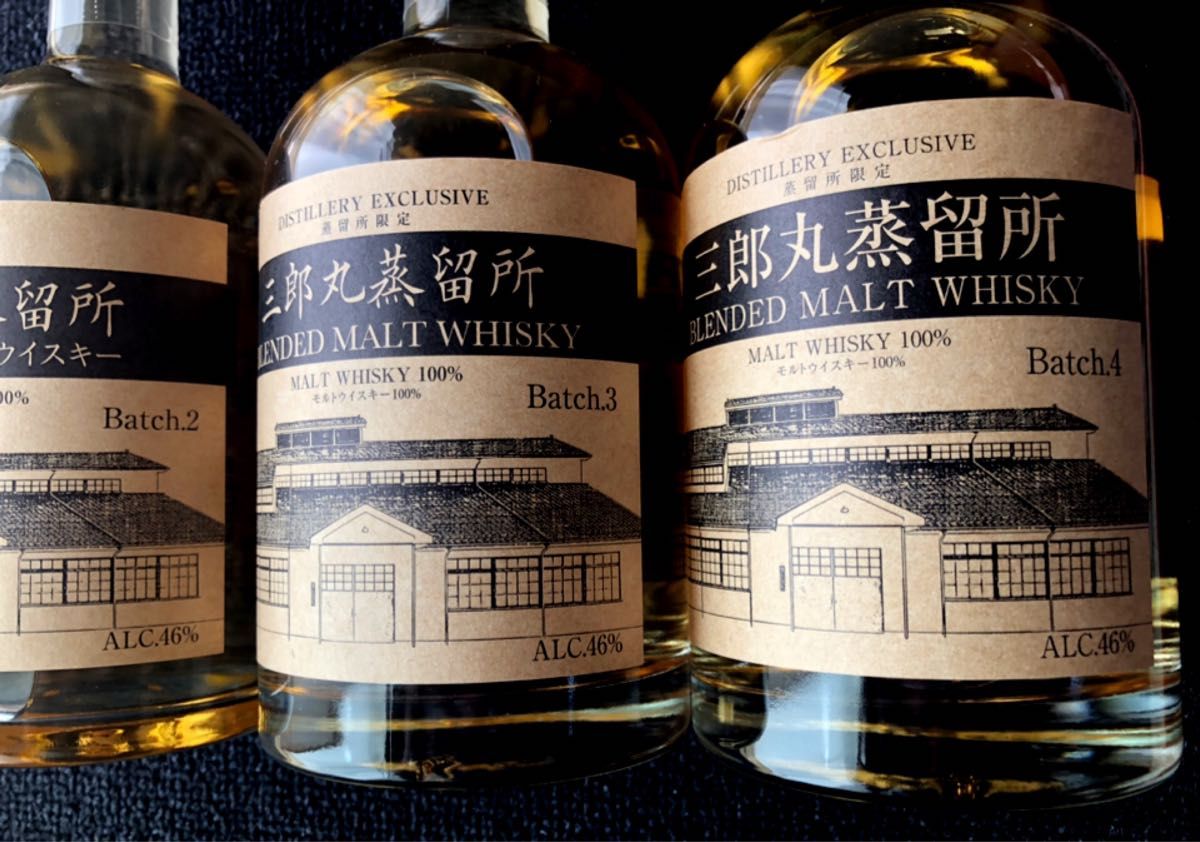 留所
ウイスキー
00%
Batch.2
ALC.46%
DISTILLERY EXCLUSIVE
蒸留所限定
三郎丸蒸留所
BLENDED MALT WHISKY
MALT WHISKY 100%
モルトウイスキー100%
Batch.3
ALC.46%
DISTILLERY EXCLUSIVE
蒸留所限定
三郎丸蒸留所
BLENDED MALT WHISKY
MALT WHISKY 100%
モルトウイスキー100%
Batch.4
ALC.46%